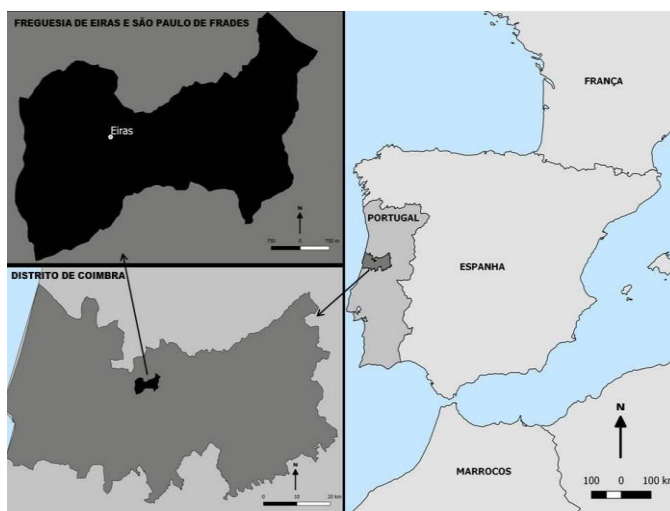 FREGUESIA DE EIRAS E SÃO PAULO DE FRADES
Eiras
N
750 0 750 m
DISTRITO DE COIMBRA
N
0 10 20 km
FRANÇA
PORTUGAL
ESPANHA
MARROCOS
N
100 0 100 km